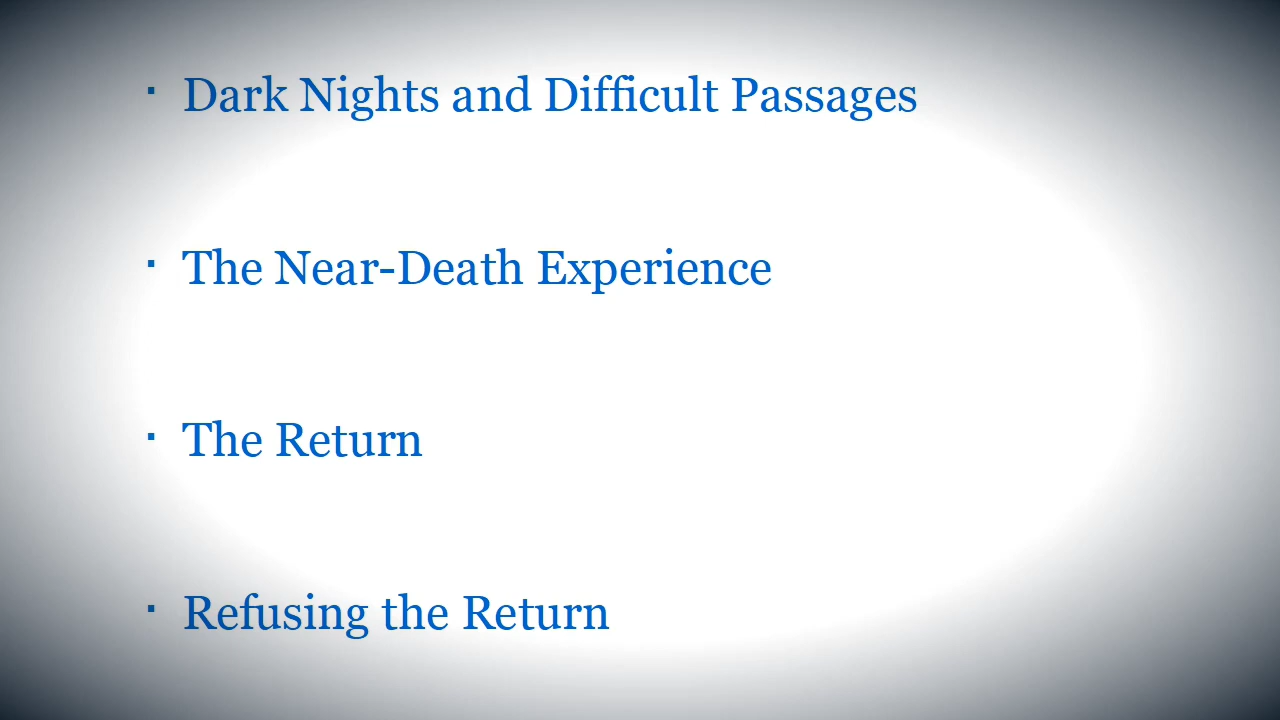 ▪ Dark Nights and Difficult Passages
▪ The Near-Death Experience
▪ The Return
▪ Refusing the Return